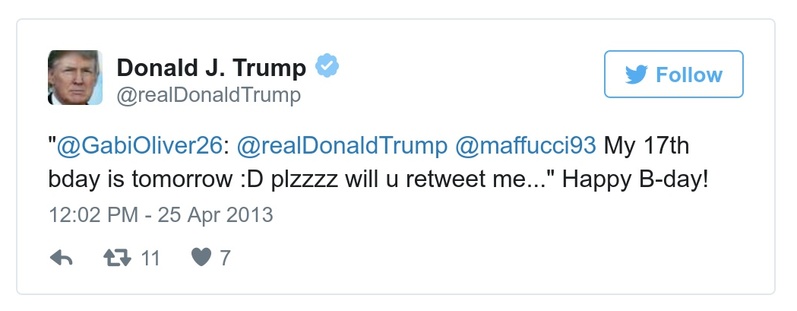 Donald J. Trump
@realDonaldTrump
Follow
"@GabiOliver26: @realDonaldTrump @maffucci93 My 17th
bday is tomorrow :D plzzzz will u retweet me..." Happy B-day!
12:02 PM - 25 Apr 2013
11 7